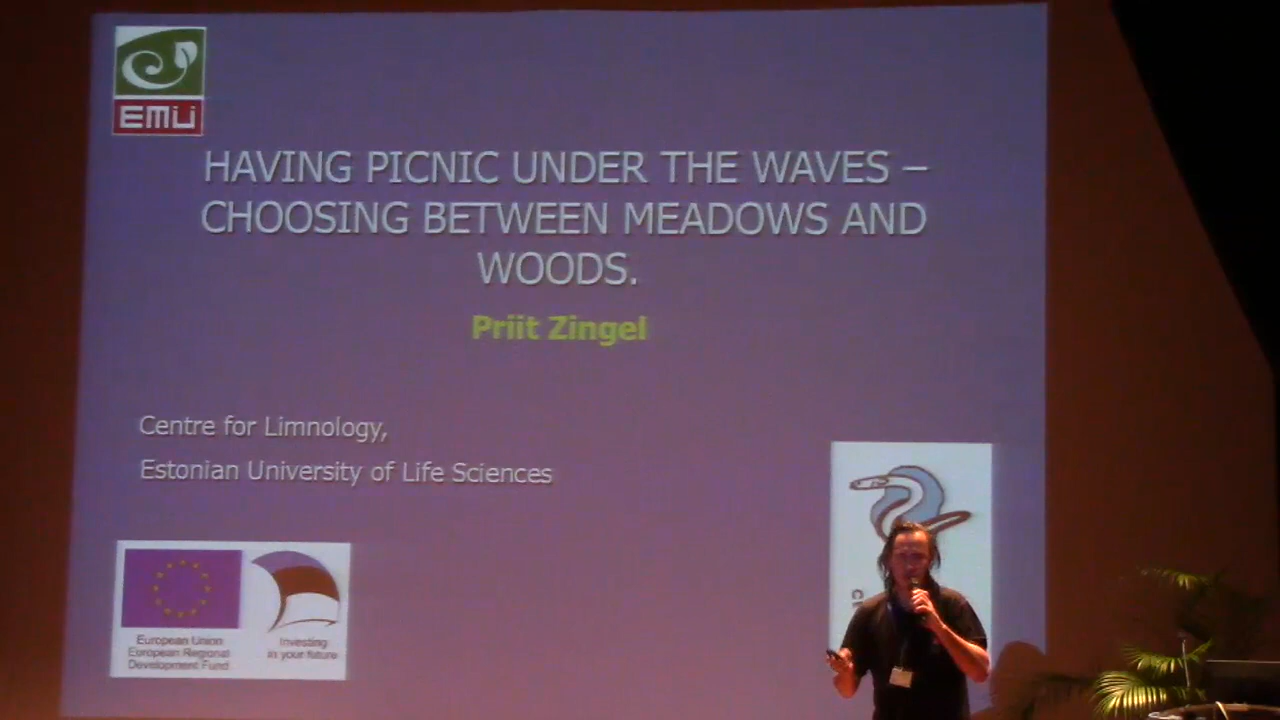 EMÜ
HAVING PICNIC UNDER THE WAVES –
CHOOSING BETWEEN MEADOWS AND
WOODS.
Priit Zingel
Centre for Limnology,
Estonian University of Life Sciences
European Union
European Regional
Development Fund
Investing
in your future